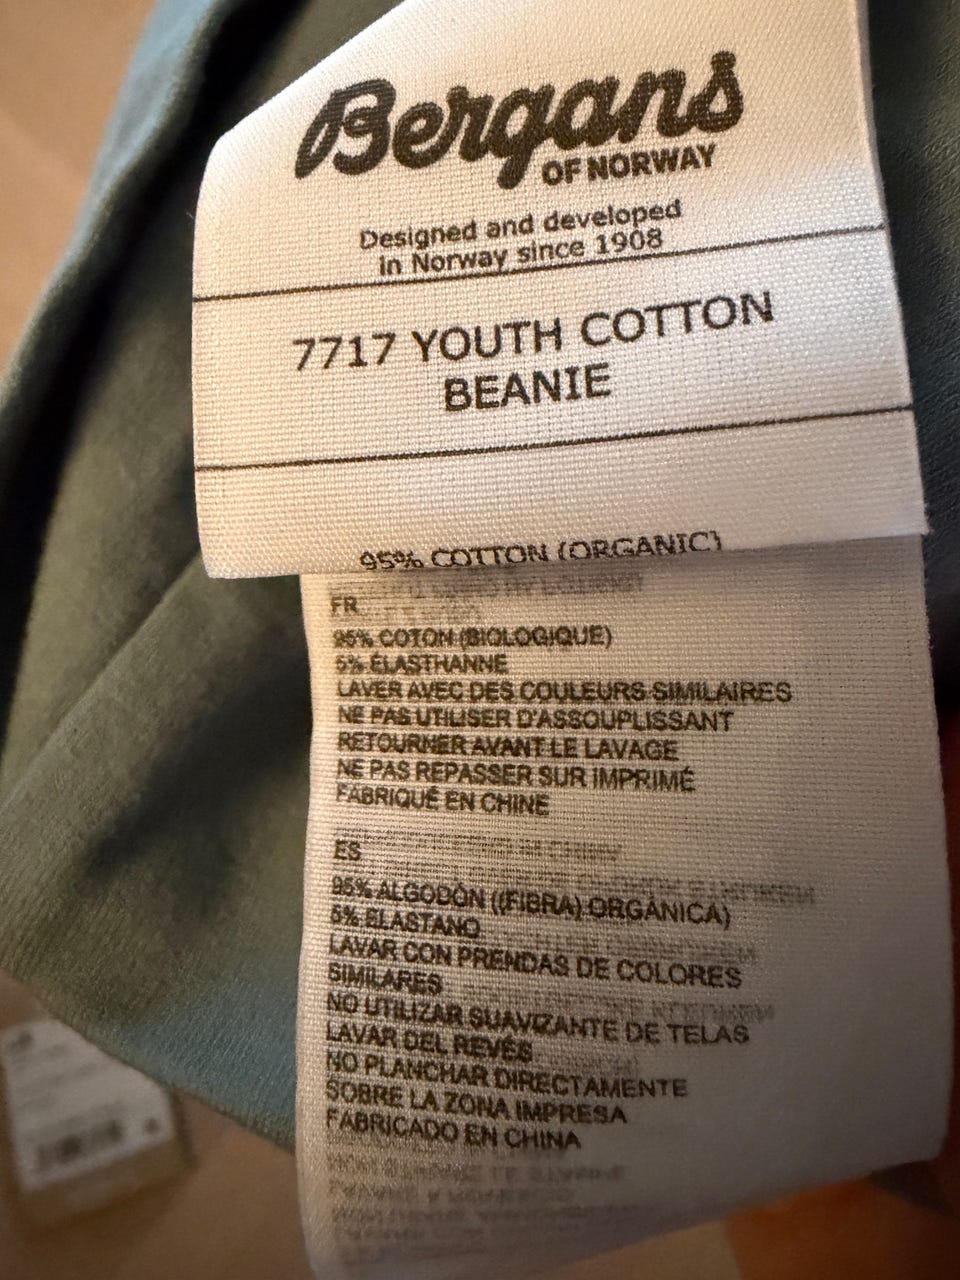 Bergans
OF NORWAY
Designed and developed
in Norway since 1908
7717 YOUTH COTTON
BEANIE
95% COTTON (ORGANIC)
FR
95% COTON (BIOLOGIQUE)
5% ÉLASTHANNE
LAVER AVEC DES COULEURS SIMILAIRES
NE PAS UTILISER D'ASSOUPLISSANT
RETOURNER AVANT LE LAVAGE
NE PAS REPASSER SUR IMPRIMÉ
FABRIQUÉ EN CHINE
ES
95% ALGODÓN ((FIBRA) ORGÁNICA)
5% ELASTANO
LAVAR CON PRENDAS DE COLORES
SIMILARES
NO UTILIZAR SUAVIZANTE DE TELAS
LAVAR DEL REVÉS
NO PLANCHAR DIRECTAMENTE
SOBRE LA ZONA IMPRESA
FABRICADO EN CHINA